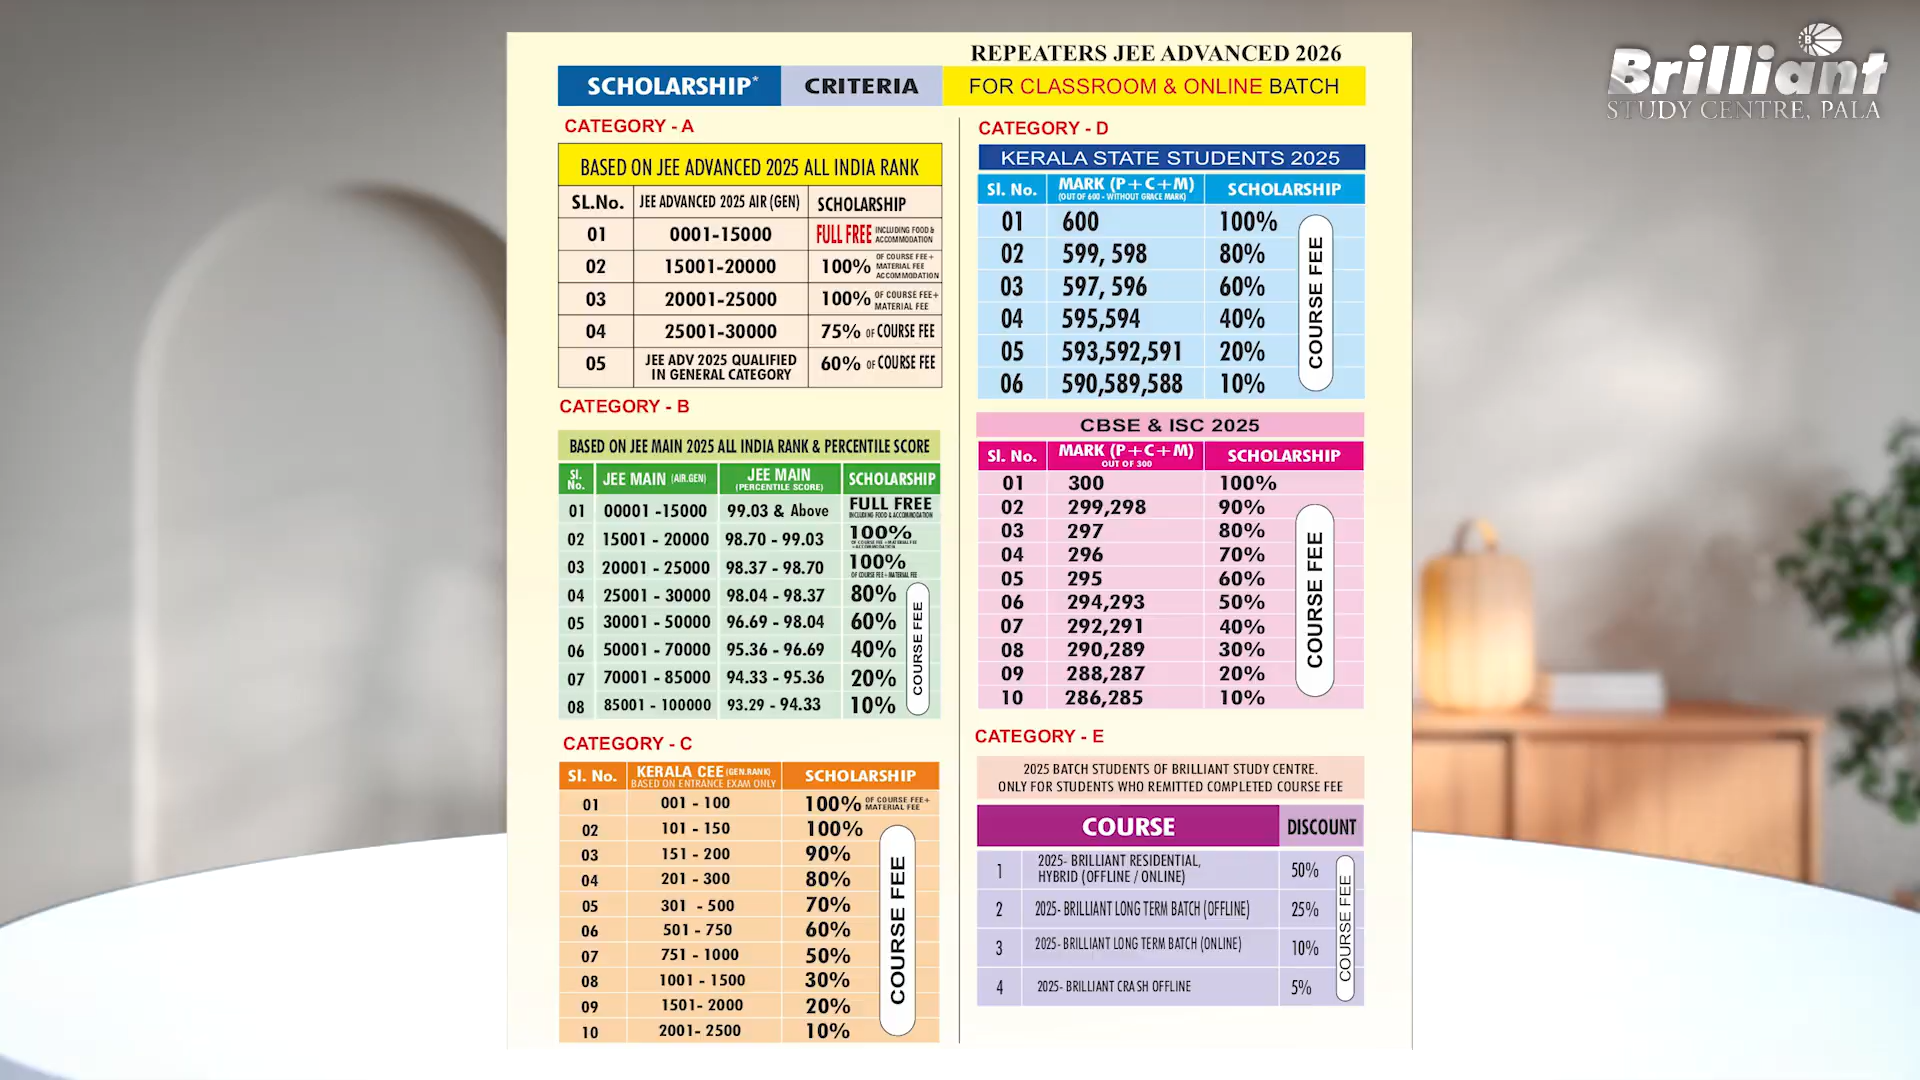 Brilliant
STUDY CENTRE, PALA
REPEATERS JEE ADVANCED 2026
SCHOLARSHIP* CRITERIA FOR CLASSROOM & ONLINE BATCH
CATEGORY - A
BASED ON JEE ADVANCED 2025 ALL INDIA RANK
SL.No. JEE ADVANCED 2025 AIR (GEN) SCHOLARSHIP
01 0001-15000 FULL FREE INCLUDING FOOD & ACCOMMODATION
02 15001-20000 100% OF COURSE FEE+ MATERIAL FEE ACCOMMODATION
03 20001-25000 100% OF COURSE FEE+ MATERIAL FEE
04 25001-30000 75% OF COURSE FEE
05 JEE ADV 2025 QUALIFIED IN GENERAL CATEGORY 60% OF COURSE FEE
CATEGORY - B
BASED ON JEE MAIN 2025 ALL INDIA RANK & PERCENTILE SCORE
Sl. No. JEE MAIN (AIR.GEN) JEE MAIN (PERCENTILE SCORE) SCHOLARSHIP
01 00001 -15000 99.03 & Above FULL FREE INCLUDING FOOD & ACCOMMODATION
02 15001 - 20000 98.70 - 99.03 100% OF COURSE FEE +MATERIAL FEE +ACCOMMODATION
03 20001 - 25000 98.37 - 98.70 100% OF COURSE FEE+ MATERIAL FEE
04 25001 - 30000 98.04 - 98.37 80%
05 30001 - 50000 96.69 - 98.04 60%
06 50001 - 70000 95.36 - 96.69 40%
07 70001 - 85000 94.33 - 95.36 20%
08 85001 - 100000 93.29 - 94.33 10%
COURSE FEE
CATEGORY - C
Sl. No. KERALA CEE (GEN.RANK) BASED ON ENTRANCE EXAM ONLY SCHOLARSHIP
01 001 - 100 100% OF COURSE FEE+ MATERIAL FEE
02 101 - 150 100%
03 151 - 200 90%
04 201 - 300 80%
05 301 - 500 70%
06 501 - 750 60%
07 751 - 1000 50%
08 1001 - 1500 30%
09 1501- 2000 20%
10 2001- 2500 10%
COURSE FEE
CATEGORY - D
KERALA STATE STUDENTS 2025
Sl. No. MARK (P+C+M) (OUT OF 600 - WITHOUT GRACE MARK) SCHOLARSHIP
01 600 100%
02 599, 598 80%
03 597, 596 60%
04 595,594 40%
05 593,592,591 20%
06 590,589,588 10%
COURSE FEE
CBSE & ISC 2025
Sl. No. MARK (P+C+M) OUT OF 300 SCHOLARSHIP
01 300 100%
02 299,298 90%
03 297 80%
04 296 70%
05 295 60%
06 294,293 50%
07 292,291 40%
08 290,289 30%
09 288,287 20%
10 286,285 10%
COURSE FEE
CATEGORY - E
2025 BATCH STUDENTS OF BRILLIANT STUDY CENTRE.
ONLY FOR STUDENTS WHO REMITTED COMPLETED COURSE FEE
COURSE DISCOUNT
1 2025- BRILLIANT RESIDENTIAL, HYBRID (OFFLINE / ONLINE) 50%
2 2025- BRILLIANT LONG TERM BATCH (OFFLINE) 25%
3 2025- BRILLIANT LONG TERM BATCH (ONLINE) 10%
4 2025- BRILLIANT CRASH OFFLINE 5%
COURSE FEE